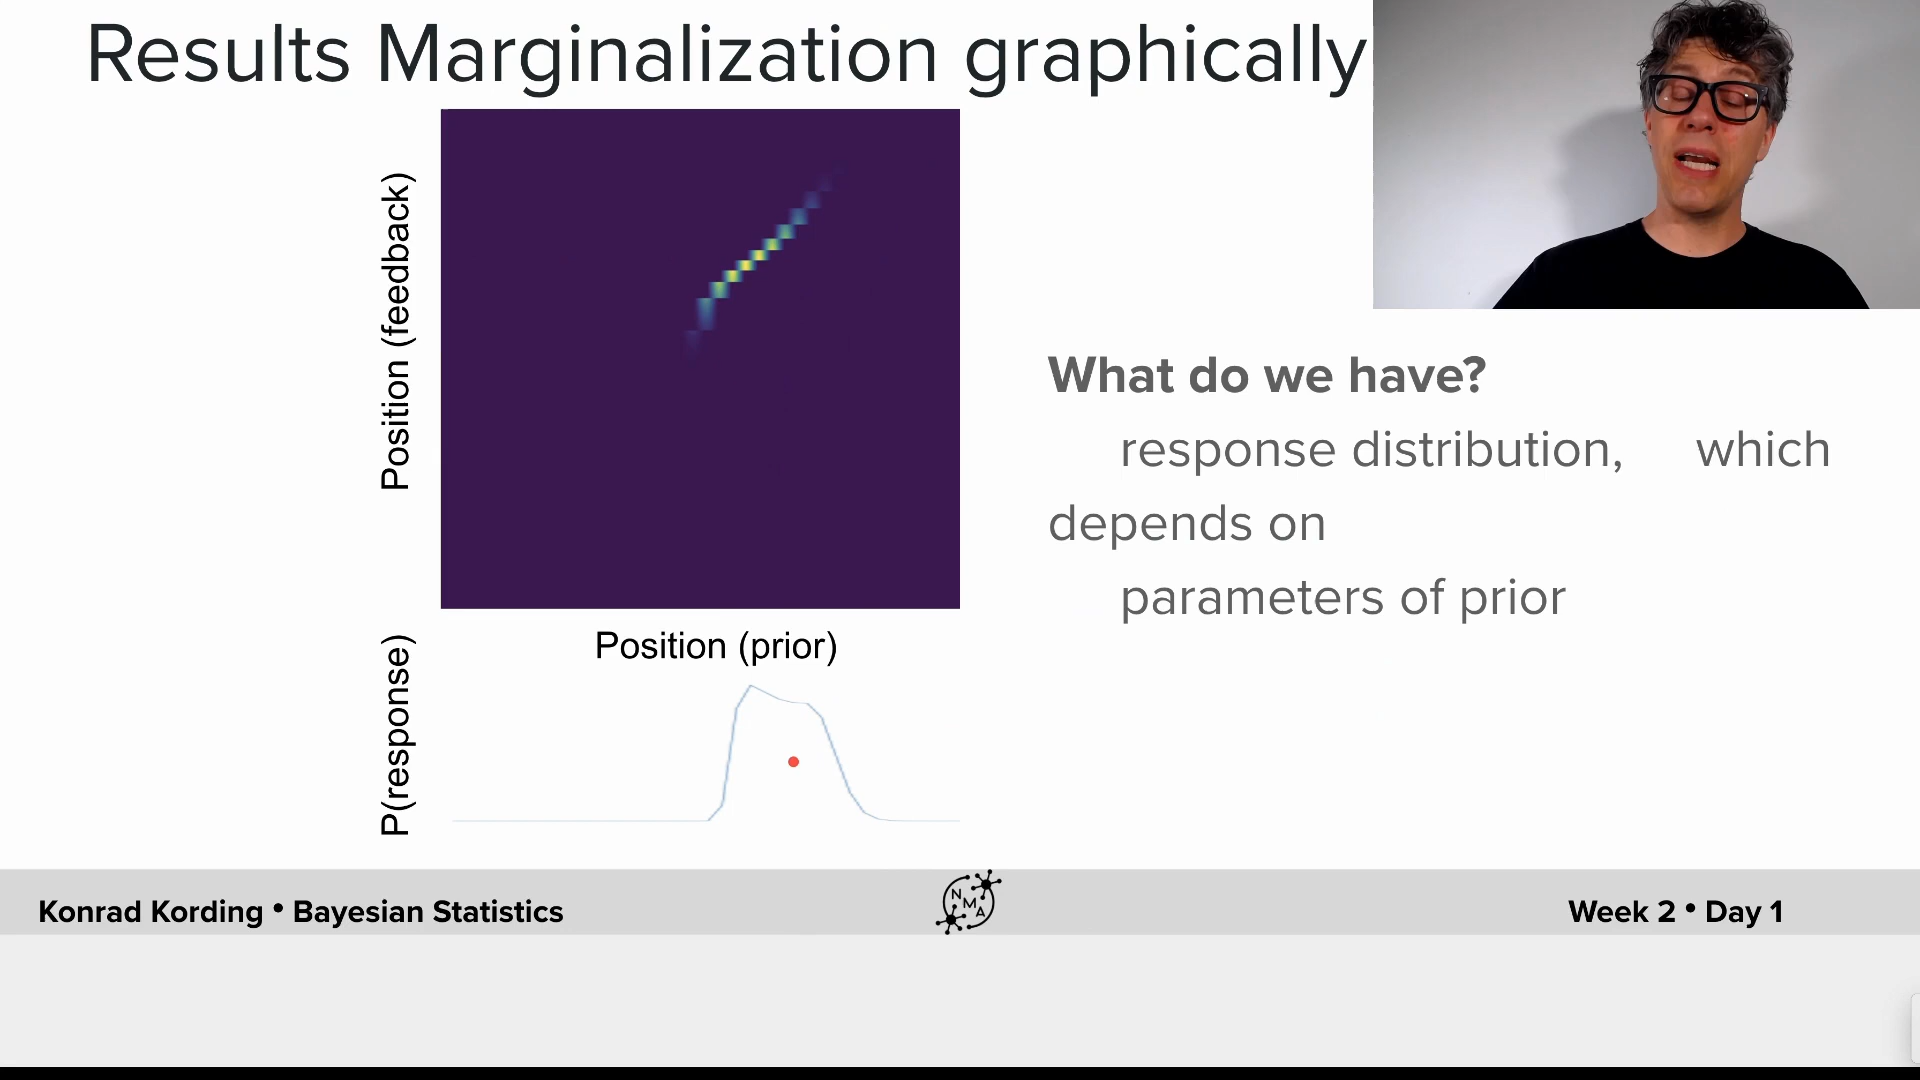 Results Marginalization graphically
Position (feedback)
Position (prior)
P(response)
What do we have?
response distribution, which
depends on
parameters of prior
Konrad Kording • Bayesian Statistics
N
M
A
Week 2 • Day 1